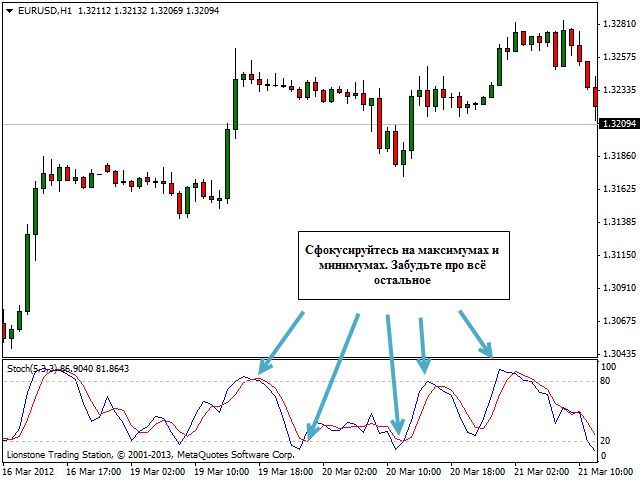 EURUSD,H1 1.32112 1.32132 1.32069 1.32094
1.32810
1.32575
1.32335
1.32094
1.31860
1.31625
1.31385
1.31150
1.30910
1.30675
1.30435
Сфокусируйтесь на максимумах и
минимумах. Забудьте про всё
остальное
Stoch(5,3,3) 86.9040 81.8643
100
80
20
0
Lionstone Trading Station, © 2001-2013, MetaQuotes Software Corp.
16 Mar 2012 16 Mar 17:00 19 Mar 02:00 19 Mar 10:00 19 Mar 18:00 20 Mar 02:00 20 Mar 10:00 20 Mar 18:00 21 Mar 02:00 21 Mar 10:00